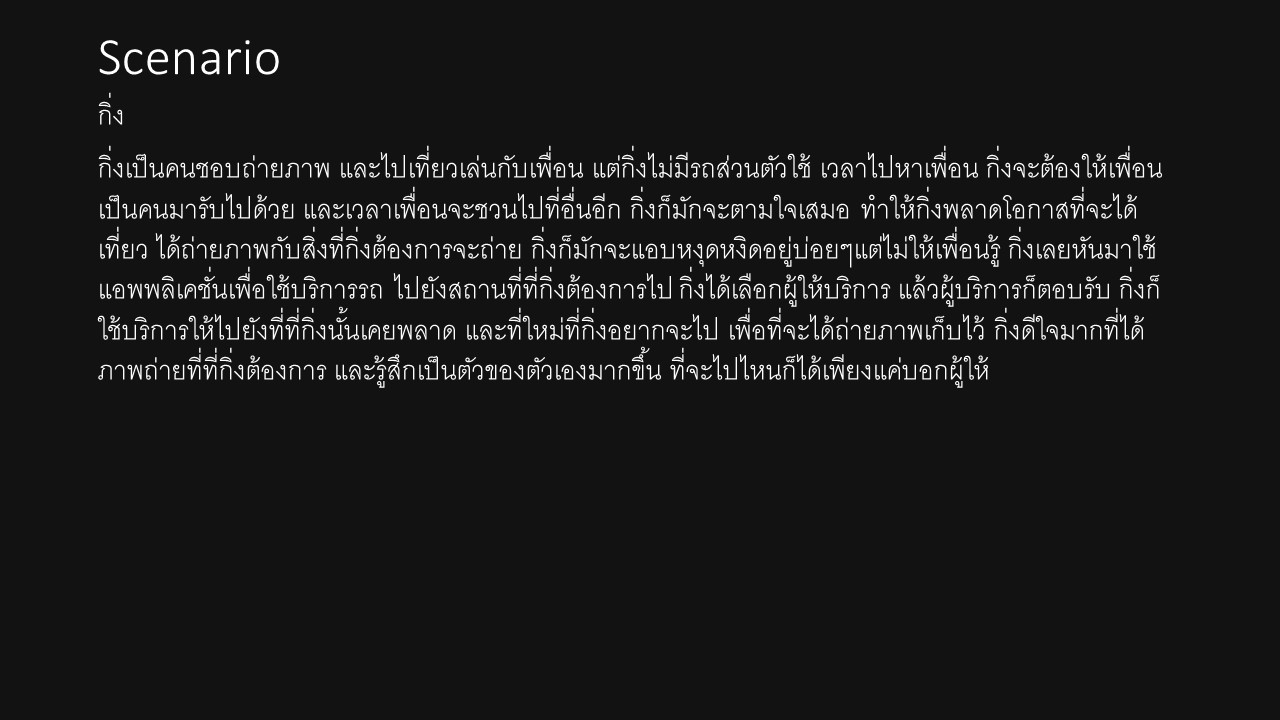 Scenario
กิ่ง
กิ่งเป็นคนชอบถ่ายภาพ และไปเที่ยวเล่นกับเพื่อน แต่กิ่งไม่มีรถส่วนตัวใช้ เวลาไปหาเพื่อน กิ่งจะต้องให้เพื่อน
เป็นคนมารับไปด้วย และเวลาเพื่อนจะชวนไปที่อื่นอีก กิ่งก็มักจะตามใจเสมอ ทำให้กิ่งพลาดโอกาสที่จะได้
เที่ยว ได้ถ่ายภาพกับสิ่งที่กิ่งต้องการจะถ่าย กิ่งก็มักจะแอบหงุดหงิดอยู่บ่อยๆแต่ไม่ให้เพื่อนรู้ กิ่งเลยหันมาใช้
แอพพลิเคชั่นเพื่อใช้บริการรถ ไปยังสถานที่ที่กิ่งต้องการไป กิ่งได้เลือกผู้ให้บริการ แล้วผู้บริการก็ตอบรับ กิ่งก็
ใช้บริการให้ไปยังที่ที่กิ่งนั้นเคยพลาด และที่ใหม่ที่กิ่งอยากจะไป เพื่อที่จะได้ถ่ายภาพเก็บไว้ กิ่งดีใจมากที่ได้
ภาพถ่ายที่ที่กิ่งต้องการ และรู้สึกเป็นตัวของตัวเองมากขึ้น ที่จะไปไหนก็ได้เพียงแค่บอกผู้ให้